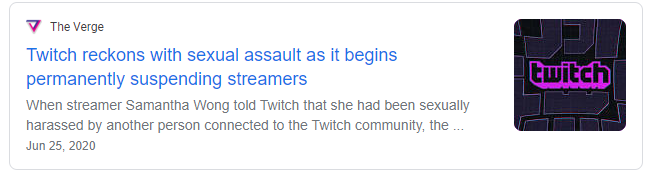 The Verge
Twitch reckons with sexual assault as it begins
permanently suspending streamers
When streamer Samantha Wong told Twitch that she had been sexually
harassed by another person connected to the Twitch community, the ...
Jun 25, 2020
twitch